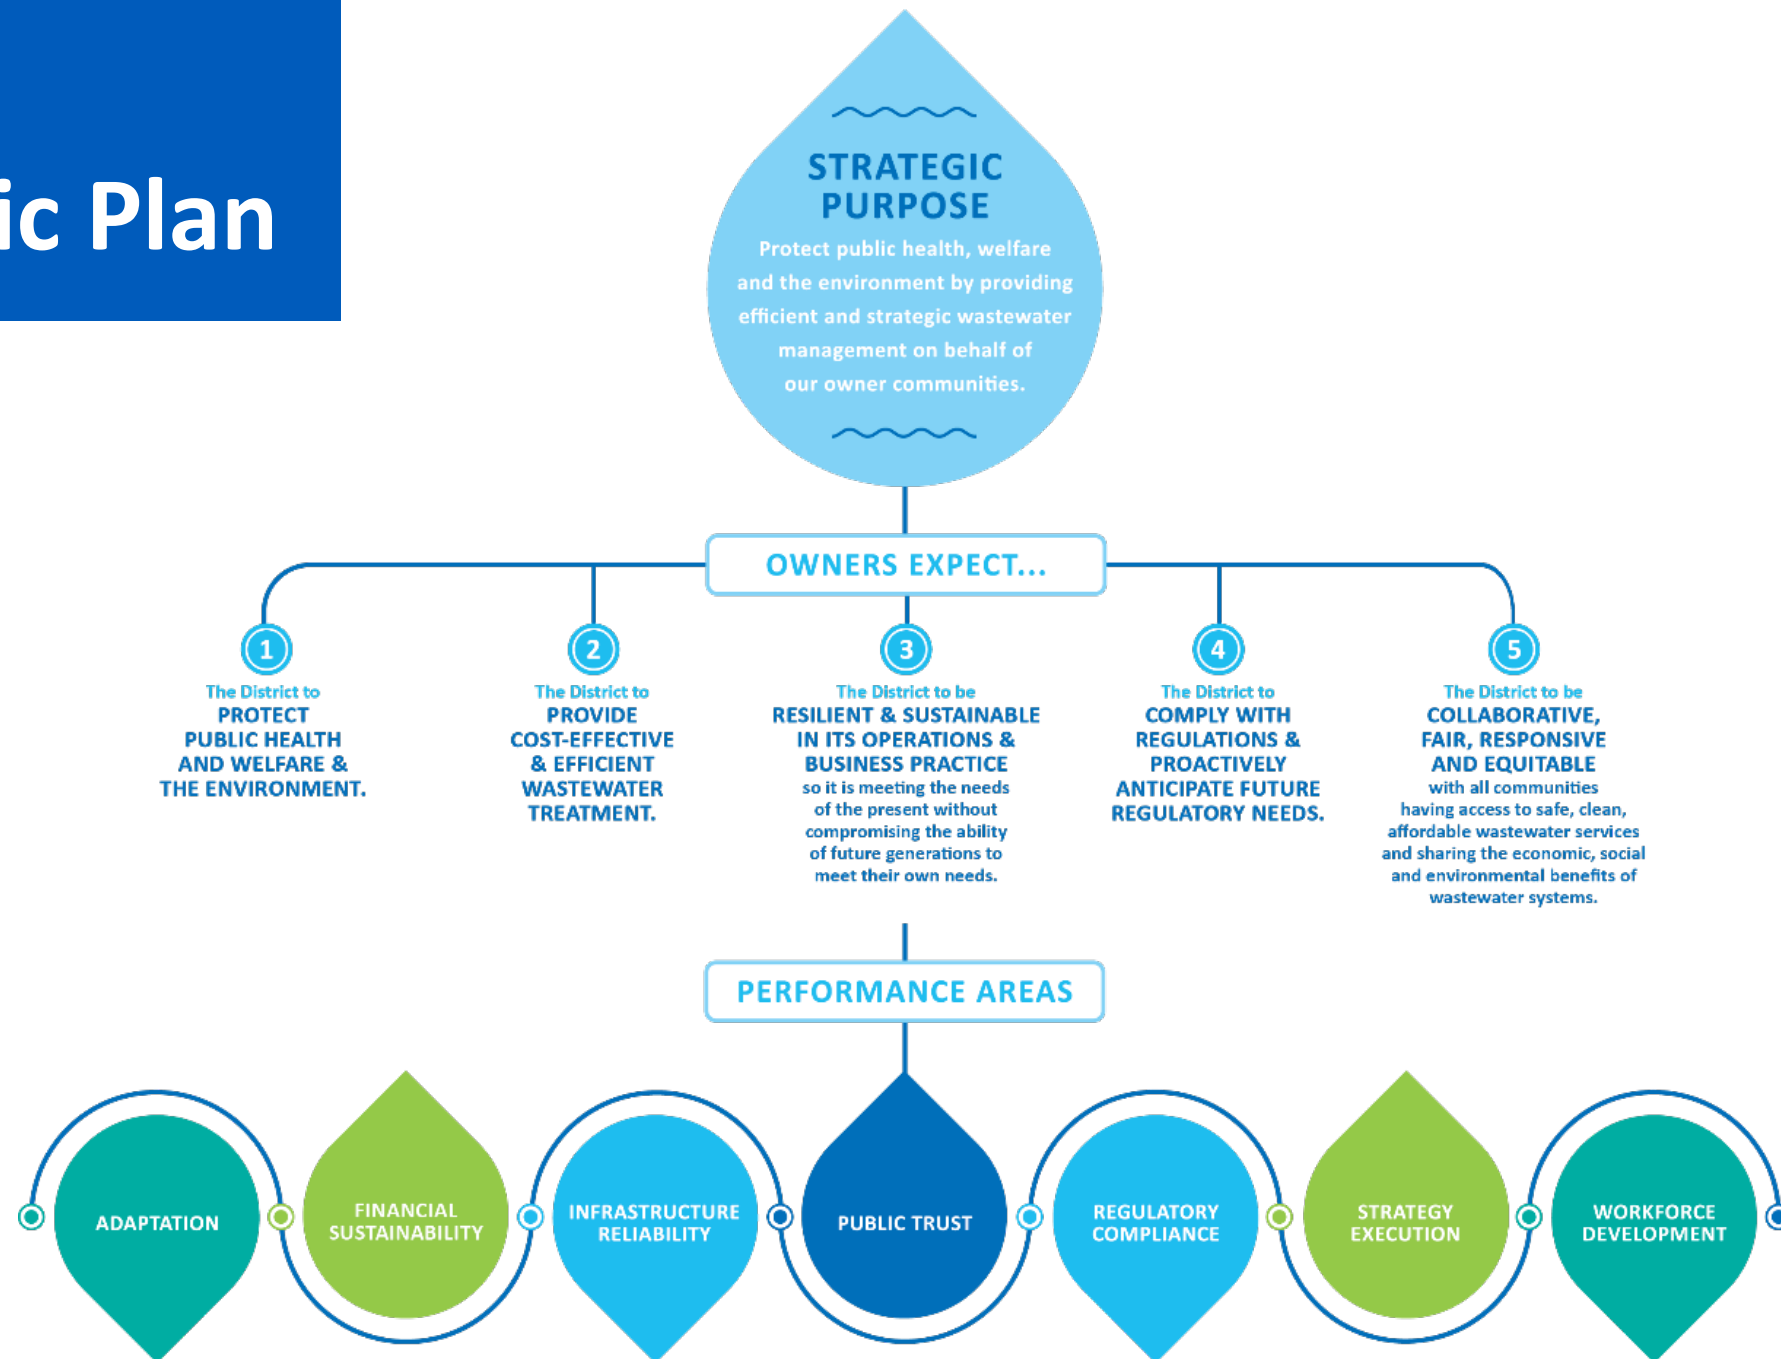 ic Plan
STRATEGIC
PURPOSE
Protect public health, welfare
and the environment by providing
efficient and strategic wastewater
management on behalf of
our owner communities.
OWNERS EXPECT...
1
The District to
PROTECT
PUBLIC HEALTH
AND WELFARE &
THE ENVIRONMENT.
2
The District to
PROVIDE
COST-EFFECTIVE
& EFFICIENT
WASTEWATER
TREATMENT.
3
The District to be
RESILIENT & SUSTAINABLE
IN ITS OPERATIONS &
BUSINESS PRACTICE
so it is meeting the needs
of the present without
compromising the ability
of future generations to
meet their own needs.
4
The District to
COMPLY WITH
REGULATIONS &
PROACTIVELY
ANTICIPATE FUTURE
REGULATORY NEEDS.
5
The District to be
COLLABORATIVE,
FAIR, RESPONSIVE
AND EQUITABLE
with all communities
having access to safe, clean,
affordable wastewater services
and sharing the economic, social
and environmental benefits of
wastewater systems.
PERFORMANCE AREAS
ADAPTATION
FINANCIAL
SUSTAINABILITY
INFRASTRUCTURE
RELIABILITY
PUBLIC TRUST
REGULATORY
COMPLIANCE
STRATEGY
EXECUTION
WORKFORCE
DEVELOPMENT